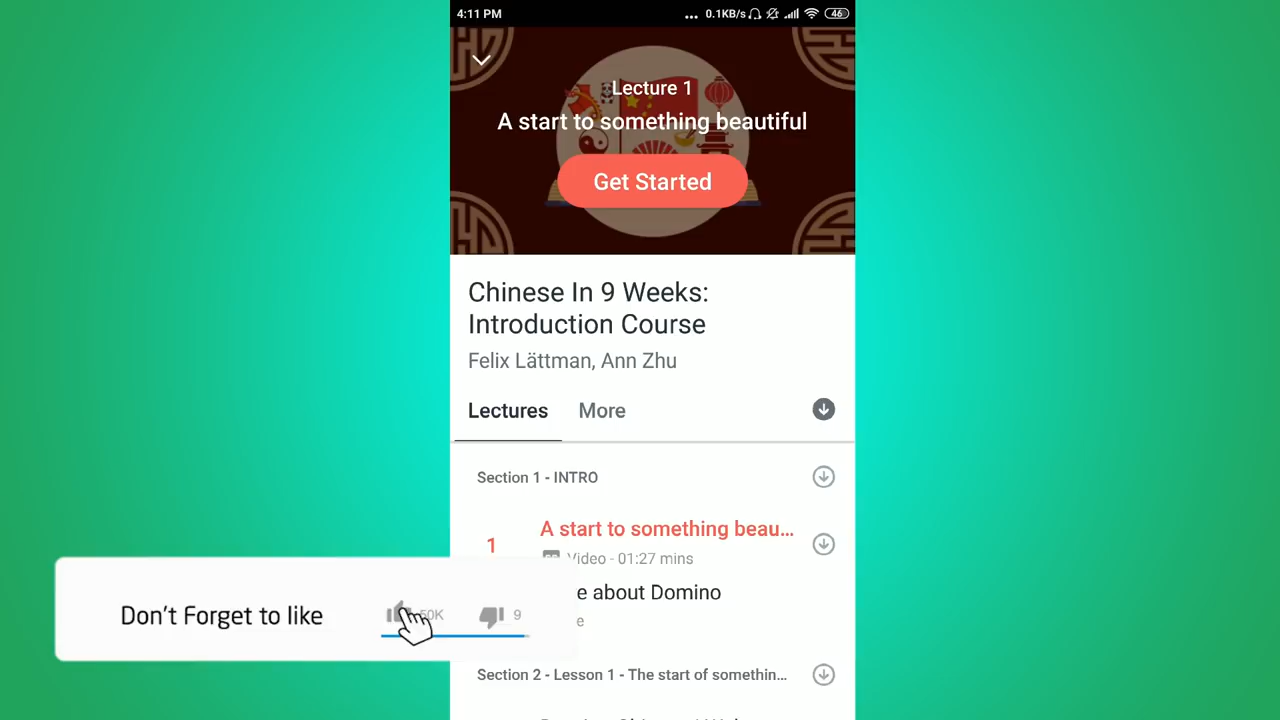 4:11 PM ... 0.1KB/s 46
Lecture 1
A start to something beautiful
Get Started
Chinese In 9 Weeks:
Introduction Course
Felix Lättman, Ann Zhu
Lectures More
Section 1 - INTRO
1 A start to something beau...
Video - 01:27 mins
e about Domino
e
Don't Forget to like 50K 9
Section 2 - Lesson 1 - The start of somethin...